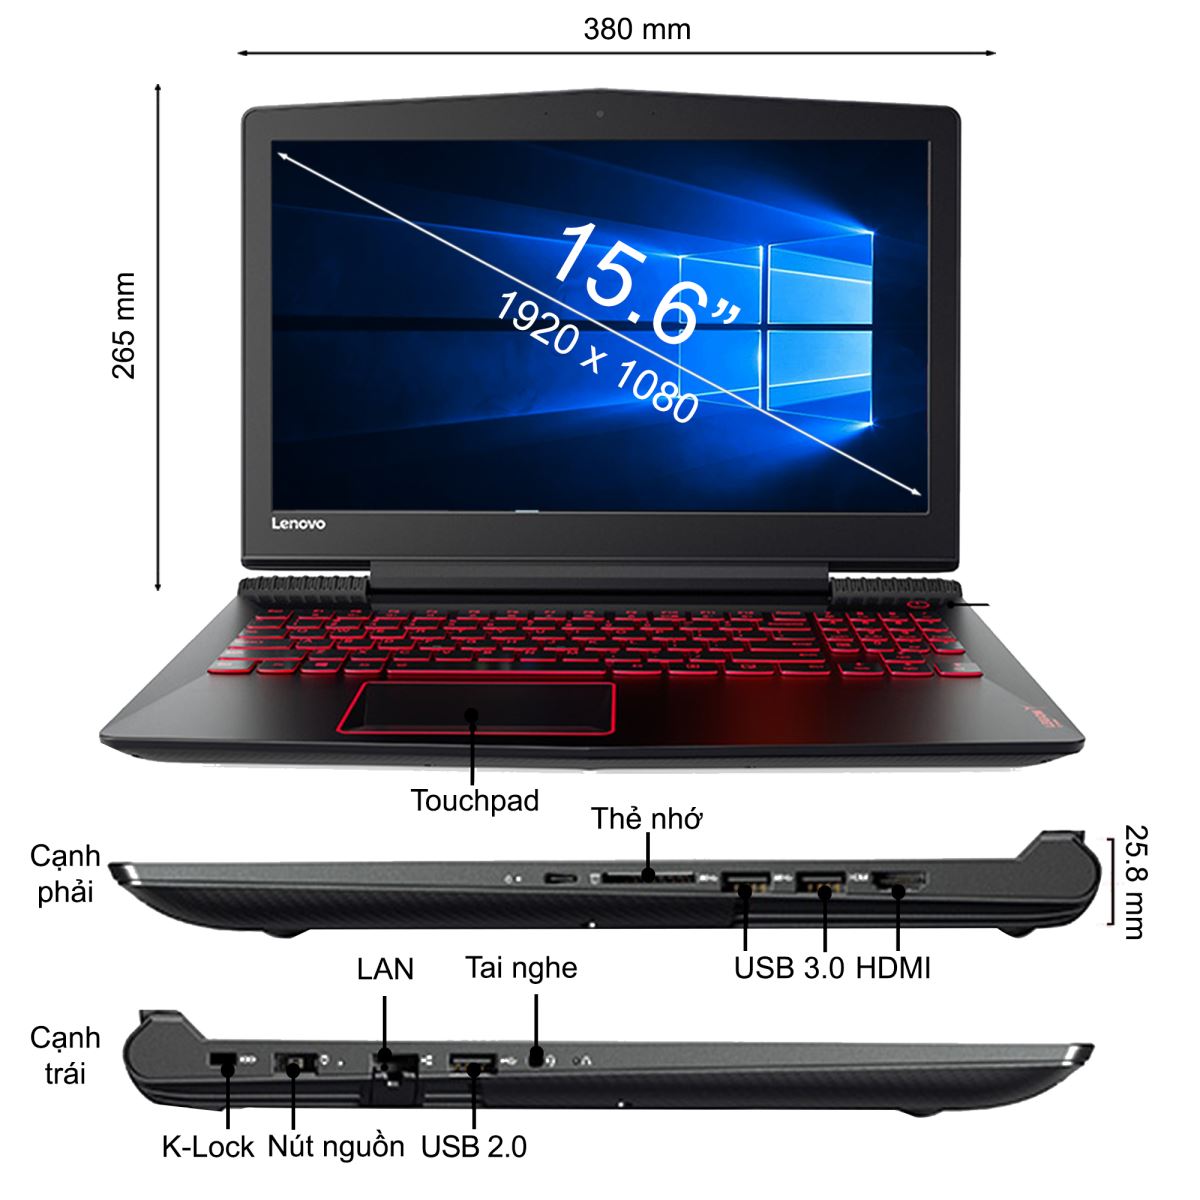 380 mm
265 mm
15.6”
1920 x 1080
Lenovo
LEGION
Touchpad
Thẻ nhớ
Cạnh
phải
25.8 mm
USB 3.0
HDMI
LAN
Tai nghe
Cạnh
trái
K-Lock
Nút nguồn
USB 2.0